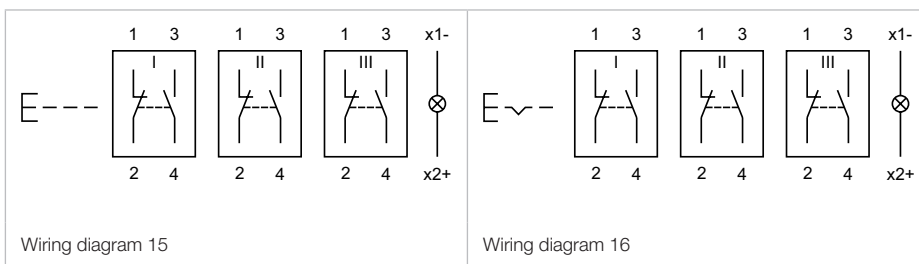 1 3 1 3 1 3 x1-
I II III
2 4 2 4 2 4 x2+
Wiring diagram 15
1 3 1 3 1 3 x1-
I II III
2 4 2 4 2 4 x2+
Wiring diagram 16